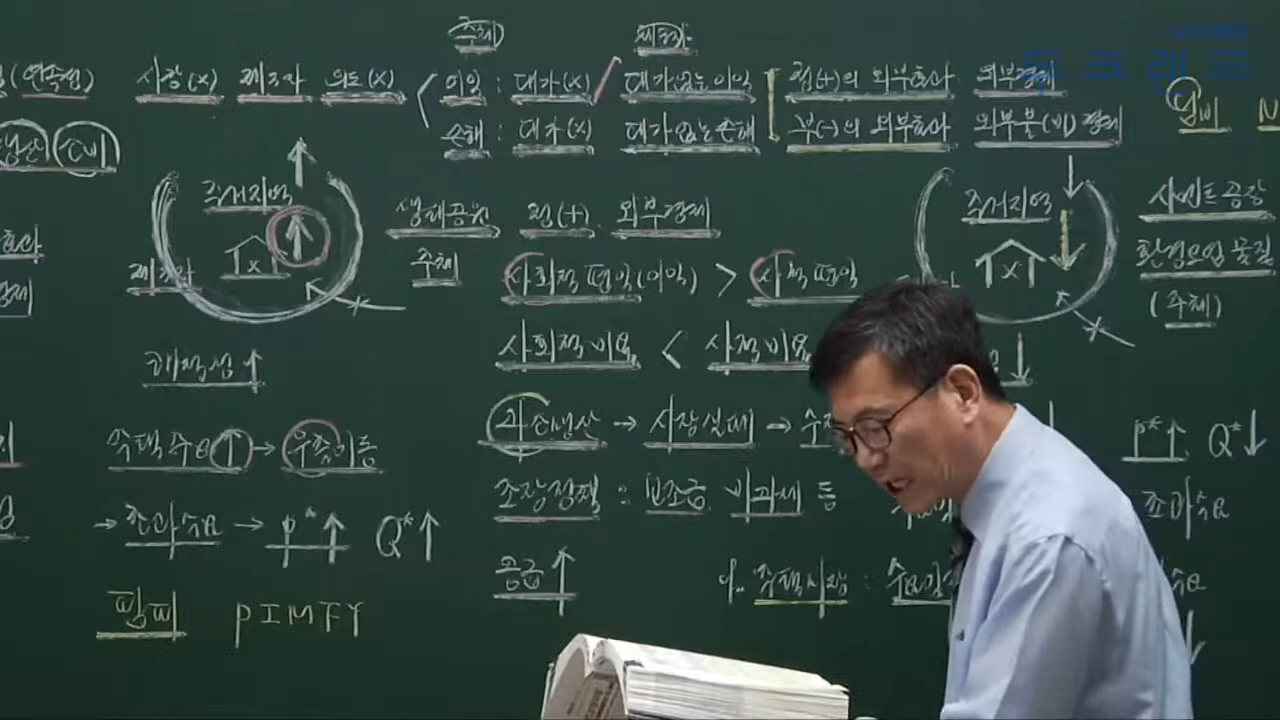 주체
(연속성) 시장(x) 제3자 의도(x) < 이익 : 대가(x) 대가없는 이익 정(+)의 외부효과 외부경제
소비 손해 : 대가(x) 대가없는 손해 부(-)의 외부효과 외부불(비)경제
님비 N
주거지역 생태공원 정(+) 외부경제 주거지역 시멘트공장
제3자 x 주체 사회적 편익(이익) > 사적 편익 x 환경오염 물질
(주체)
쾌적성 ↑ 사회적 비용 < 사적 비용
주택수요 ↑ → 우측이동 과소생산 → 시장실패 → P* ↑ Q* ↓
→ 초과수요 → P* ↑ Q* ↑ 조장정책 : 보조금 비과세 등 초과수요
공급 ↑ 주택시장 :
핌피 PIMFY